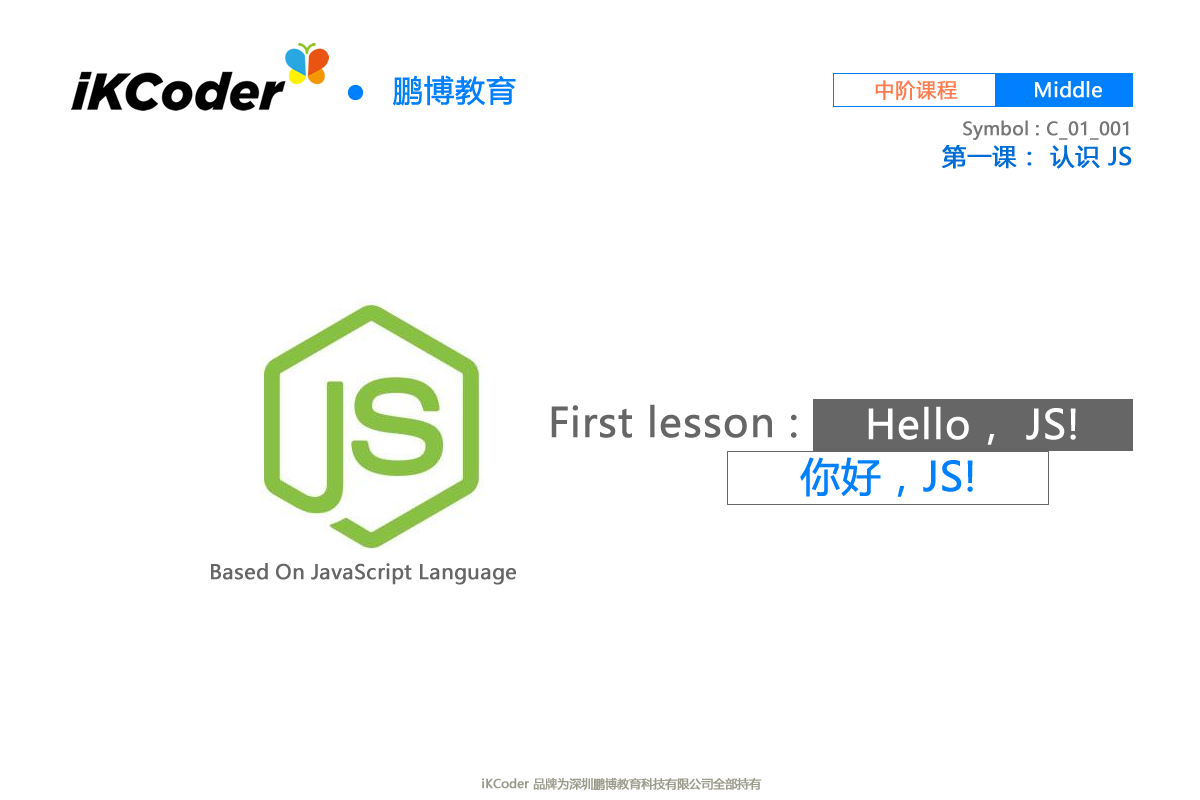 iKCoder • 鹏博教育
中阶课程 Middle
Symbol : C_01_001
第一课： 认识 JS
JS
First lesson : Hello， JS!
你好，JS!
Based On JavaScript Language
iKCoder 品牌为深圳鹏博教育科技有限公司全部持有